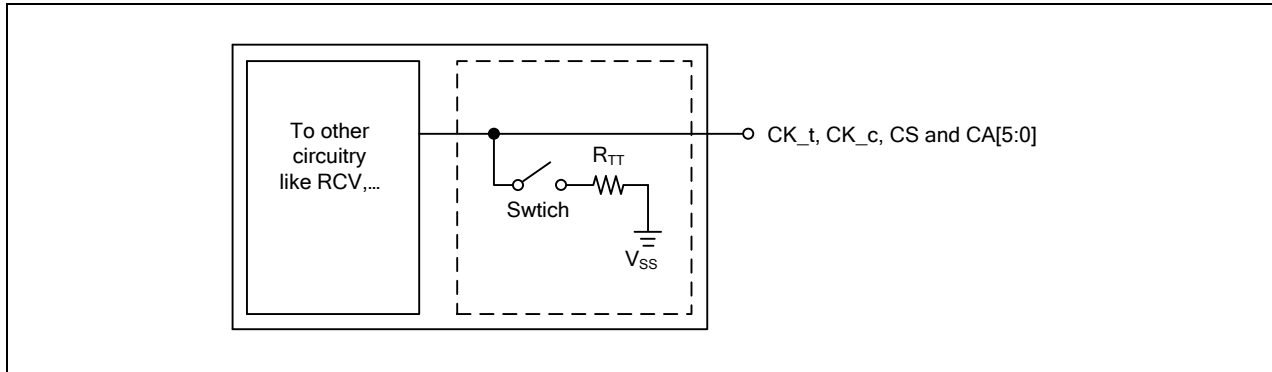 To other
circuitry
like RCV,...
CK_t, CK_c, CS and CA[5:0]
RTT
Swtich
VSS